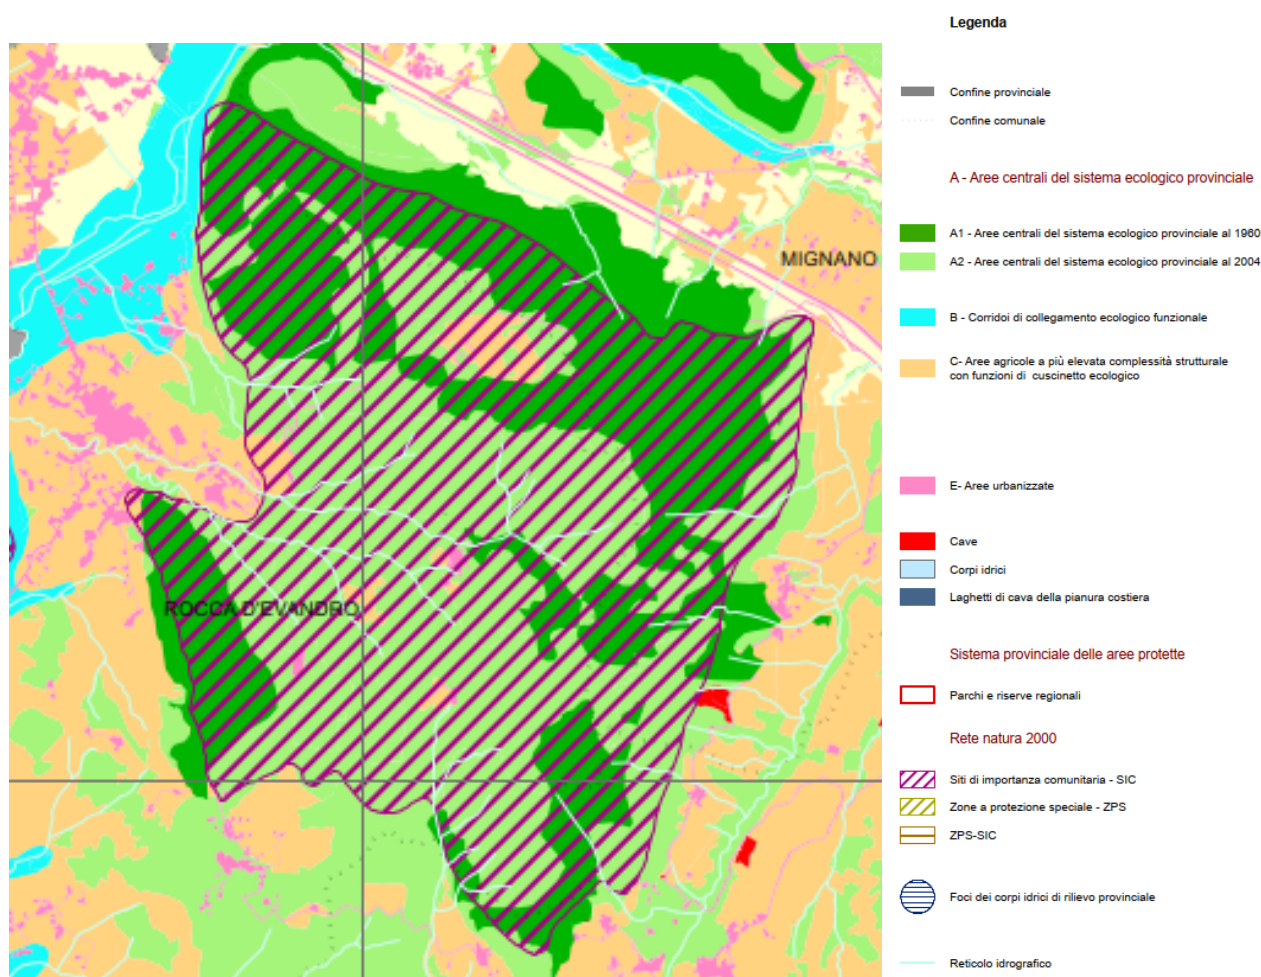 Legenda
Confine provinciale
Confine comunale
A - Aree centrali del sistema ecologico provinciale
A1 - Aree centrali del sistema ecologico provinciale al 1960
A2 - Aree centrali del sistema ecologico provinciale al 2004
MIGNANO
B - Corridoi di collegamento ecologico funzionale
C- Aree agricole a più elevata complessità strutturale
con funzioni di cuscinetto ecologico
E- Aree urbanizzate
Cave
Corpi idrici
Laghetti di cava della pianura costiera
ROCCA D'EVANDRO
Sistema provinciale delle aree protette
Parchi e riserve regionali
Rete natura 2000
Siti di importanza comunitaria - SIC
Zone a protezione speciale - ZPS
ZPS-SIC
Foci dei corpi idrici di rilievo provinciale
Reticolo idrografico